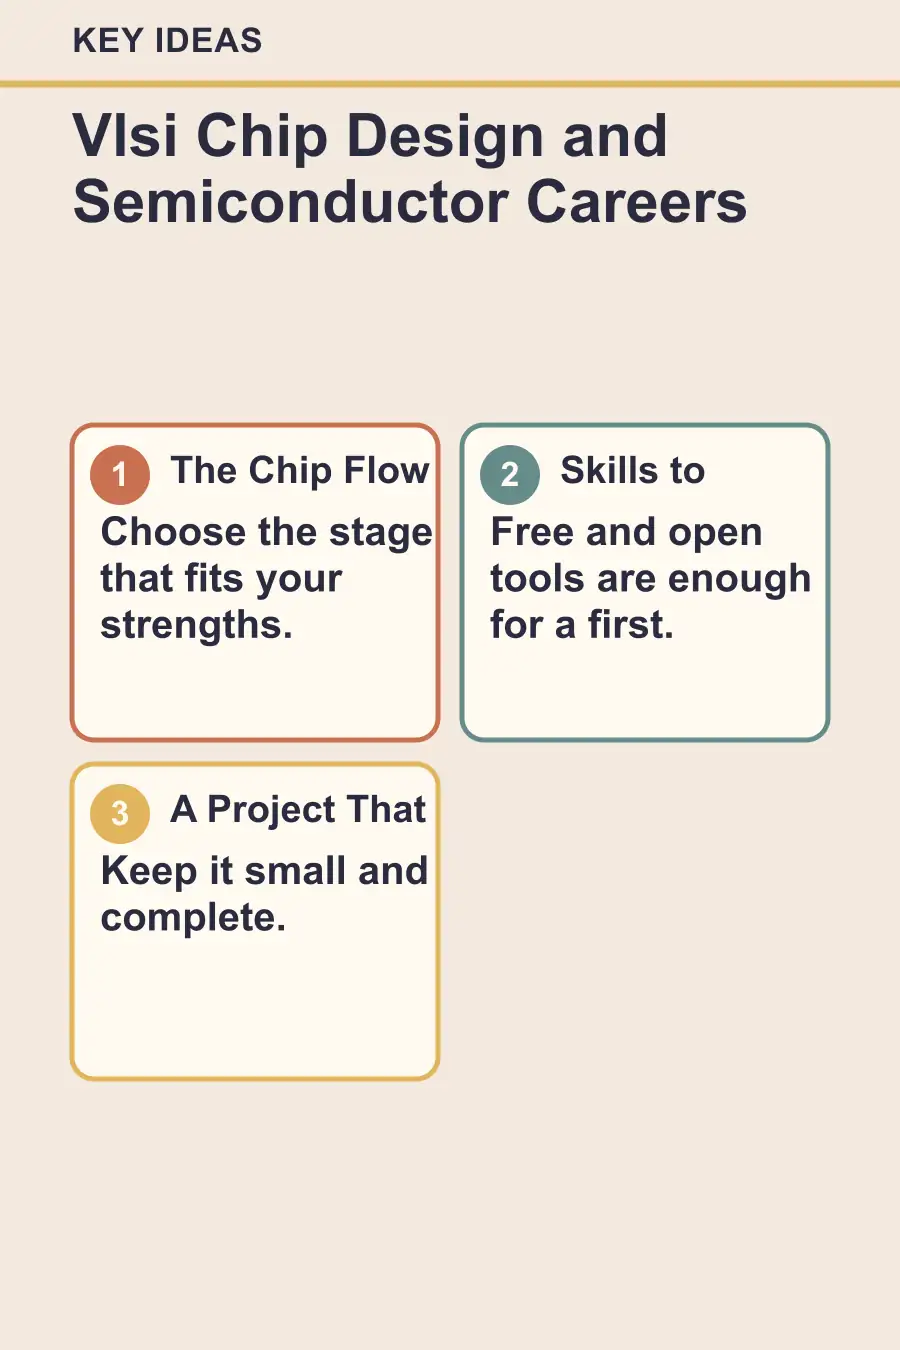 KEY IDEAS
Vlsi Chip Design and
Semiconductor Careers
1 The Chip Flow
Choose the stage
that fits your
strengths.
2 Skills to
Free and open
tools are enough
for a first.
3 A Project That
Keep it small and
complete.